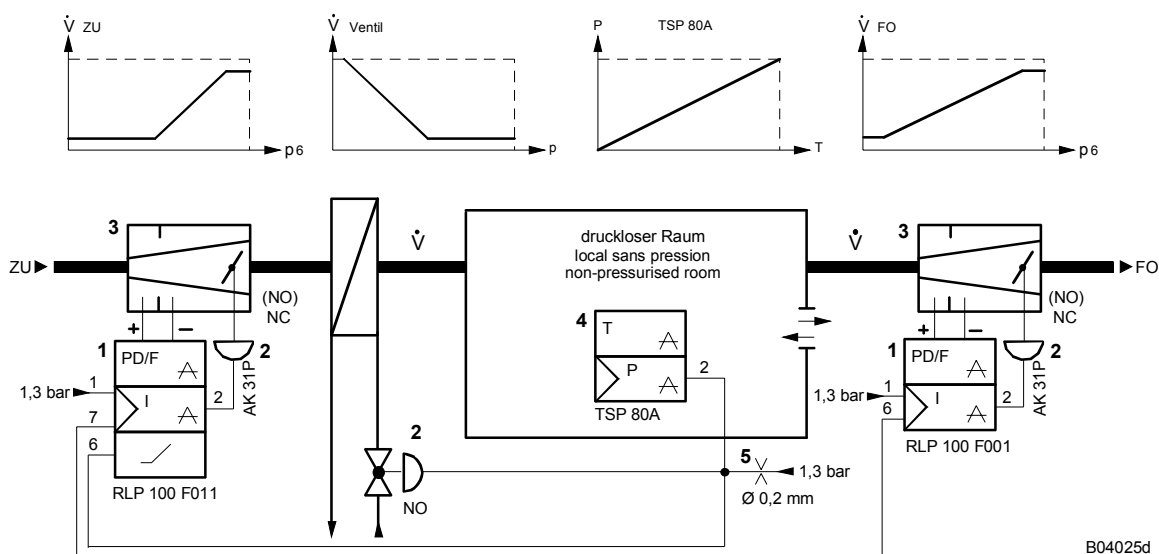 V̇ ZU
p6
V̇ Ventil
p
P TSP 80A
T
V̇ FO
p6
3
V̇
druckloser Raum
local sans pression
non-pressurised room
V̇
3
ZU
FO
(NO)
NC
(NO)
NC
+ −
4
T
+ −
1
PD/F
2
1
PD/F
2
P
2
1,3 bar
1
I
2
AK 31P
TSP 80A
1,3 bar
1
I
2
AK 31P
7
6
6
RLP 100 F011
2
NO
5
1,3 bar
Ø 0,2 mm
RLP 100 F001
B04025d